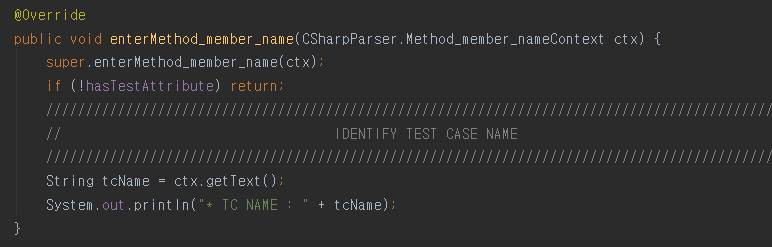 @Override
public void enterMethod_member_name(CSharpParser.Method_member_nameContext ctx) {
super.enterMethod_member_name(ctx);
if (!hasTestAttribute) return;
///////////////////////////////////////////////////////////////////////////////////////////
// IDENTIFY TEST CASE NAME
///////////////////////////////////////////////////////////////////////////////////////////
String tcName = ctx.getText();
System.out.println("* TC NAME : " + tcName);
}